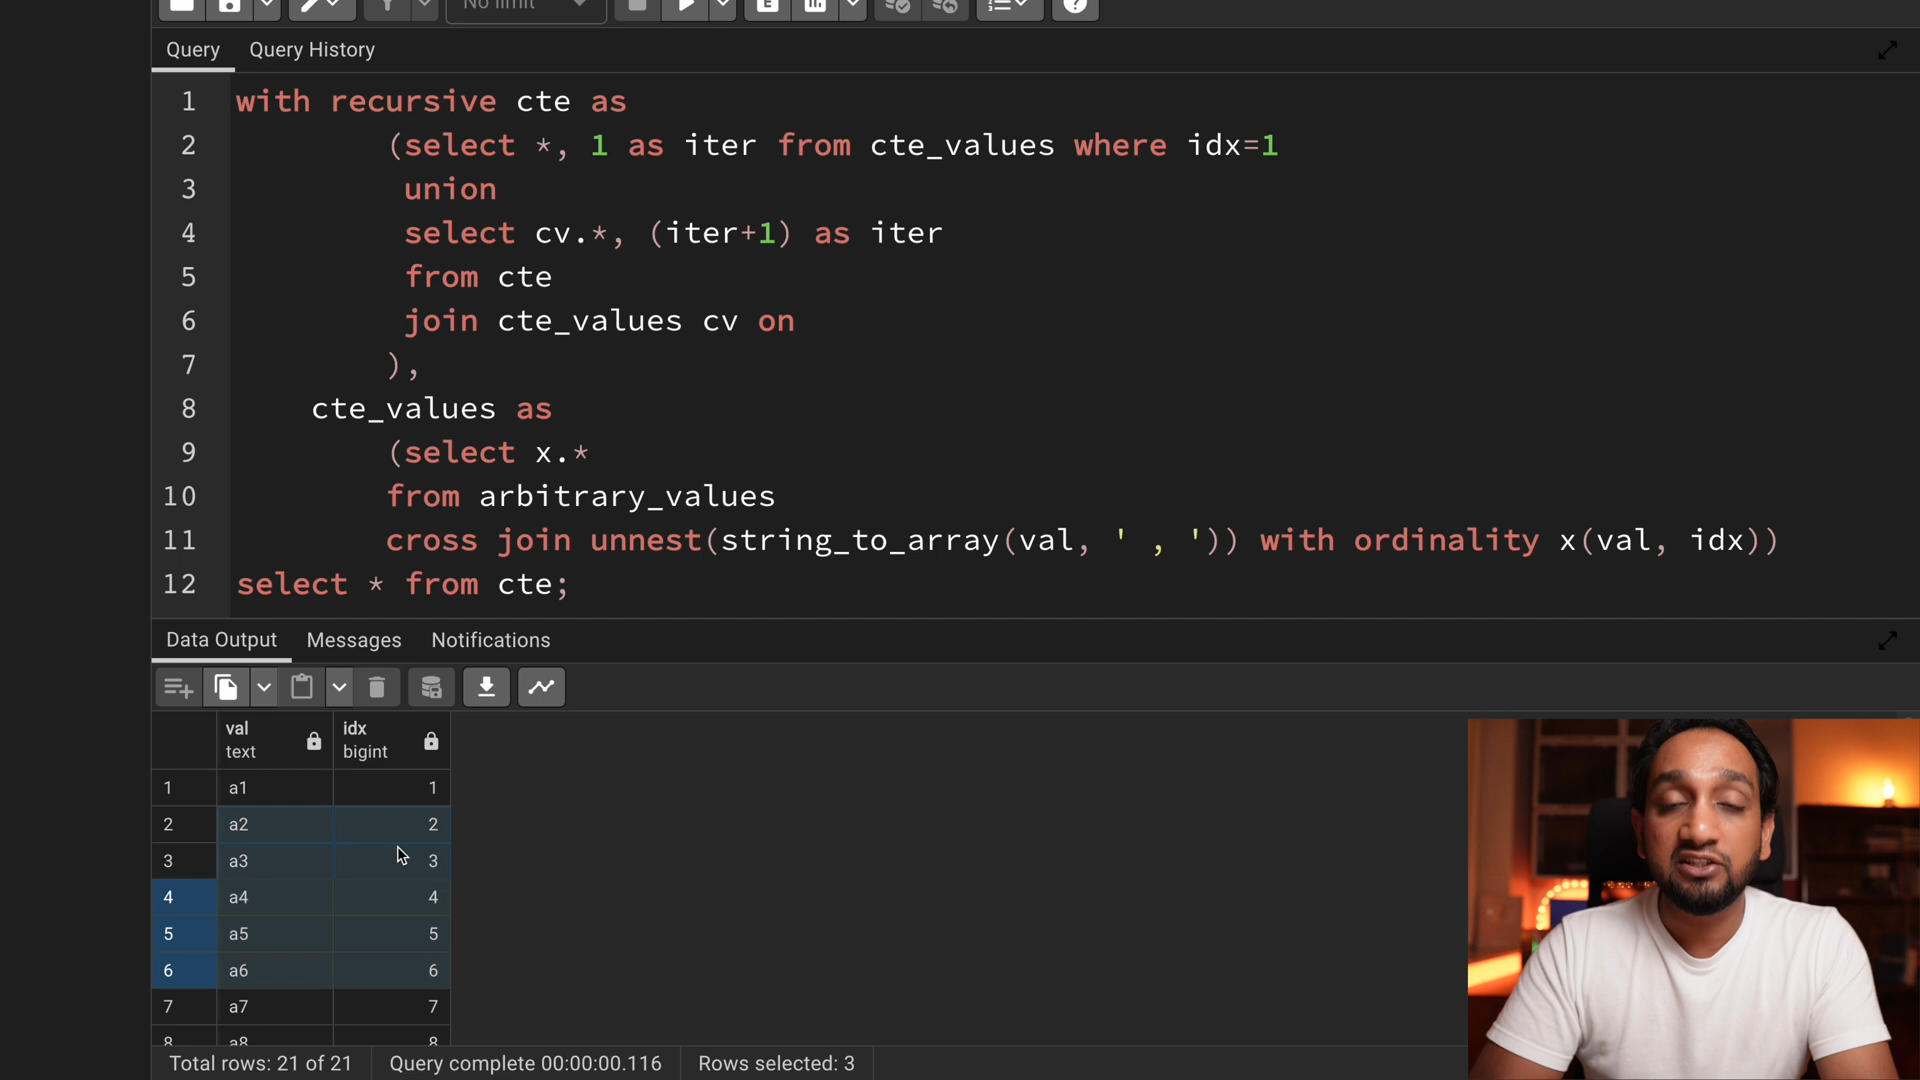 No limit
Query Query History
1 with recursive cte as
2 (select *, 1 as iter from cte_values where idx=1
3 union
4 select cv.*, (iter+1) as iter
5 from cte
6 join cte_values cv on
7 ),
8 cte_values as
9 (select x.*
10 from arbitrary_values
11 cross join unnest(string_to_array(val, ' , ')) with ordinality x(val, idx))
12 select * from cte;
Data Output Messages Notifications
val idx
text bigint
1 a1 1
2 a2 2
3 a3 3
4 a4 4
5 a5 5
6 a6 6
7 a7 7
8 a8 8
Total rows: 21 of 21 Query complete 00:00:00.116 Rows selected: 3